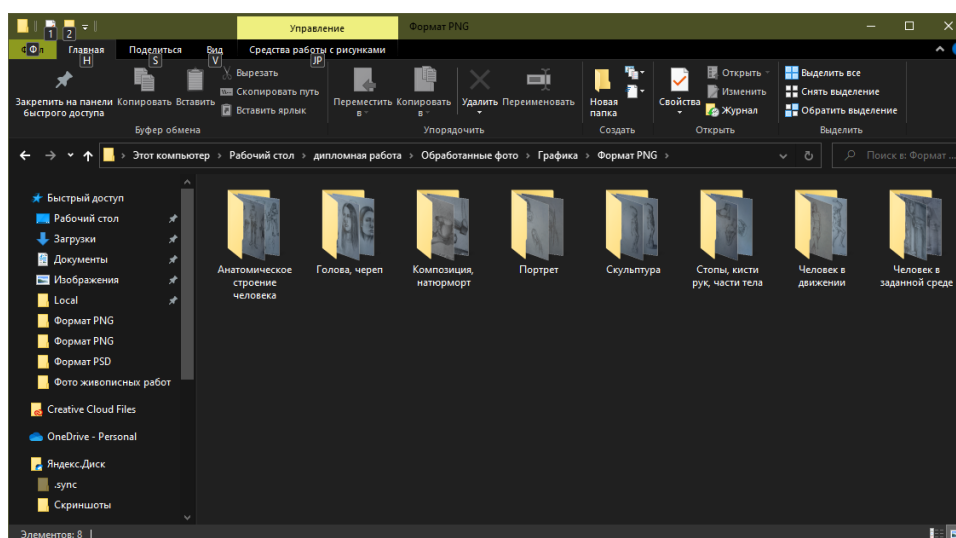 1 2
Управление
Формат PNG
Ф
Главная
Поделиться
Вид
Средства работы с рисунками
H S V JP
Закрепить на панели
быстрого доступа
Копировать
Вставить
Вырезать
Скопировать путь
Вставить ярлык
Переместить
в
Копировать
в
Удалить
Переименовать
Новая
папка
Свойства
Открыть
Изменить
Журнал
Выделить все
Снять выделение
Обратить выделение
Буфер обмена
Упорядочить
Создать
Открыть
Выделить
Этот компьютер › Рабочий стол › дипломная работа › Обработанные фото › Графика › Формат PNG ›
Поиск в: Формат ...
Быстрый доступ
Рабочий стол
Загрузки
Документы
Изображения
Local
Формат PNG
Формат PNG
Формат PSD
Фото живописных работ
Creative Cloud Files
OneDrive - Personal
Яндекс.Диск
.sync
Скриншоты
Анатомическое
строение
человека
Голова, череп
Композиция,
натюрморт
Портрет
Скульптура
Стопы, кисти
рук, части тела
Человек в
движении
Человек в
заданной среде
Элементов: 8